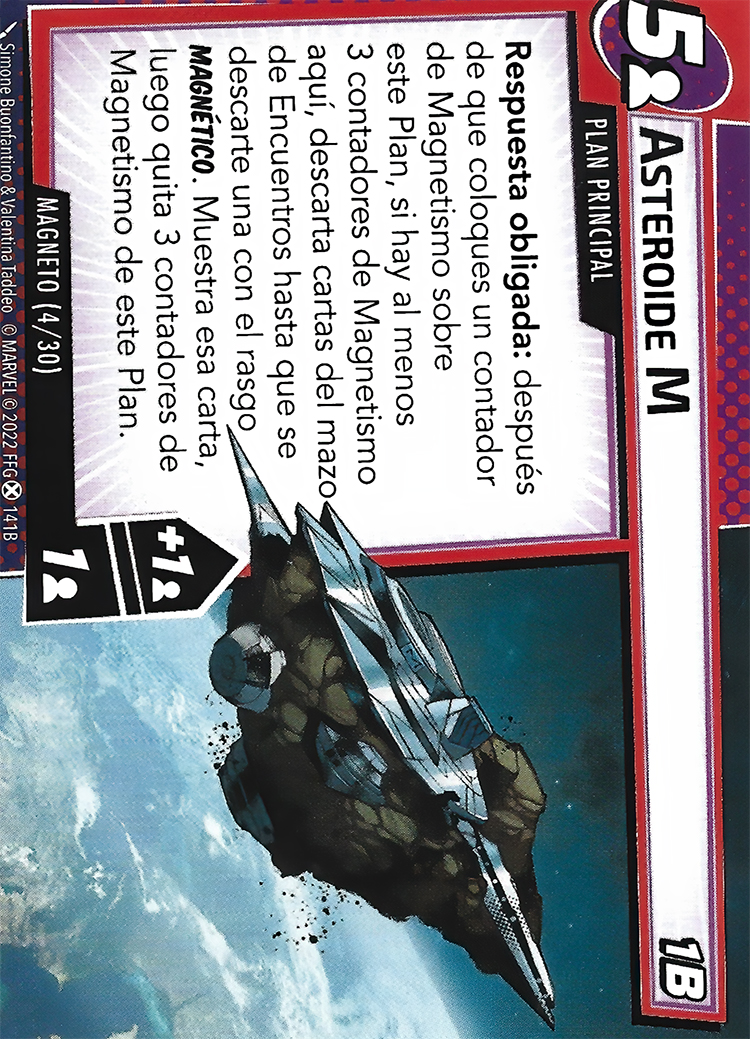 5
ASTEROIDE M
1B
PLAN PRINCIPAL
Respuesta obligada: después
de que coloques un contador
de Magnetismo sobre
este Plan, si hay al menos
3 contadores de Magnetismo
aquí, descarta cartas del mazo
de Encuentros hasta que se
descarte una con el rasgo
MAGNÉTICO. Muestra esa carta,
luego quita 3 contadores de
Magnetismo de este Plan.
+1
1
MAGNETO (4/30)
Simone Buonfantino & Valentina Taddeo © MARVEL © 2022 FFG 141B